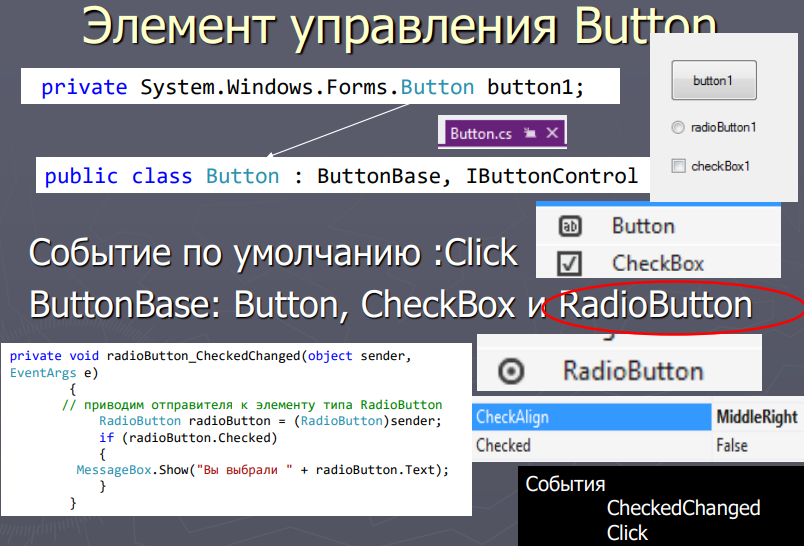 Элемент управления Button
private System.Windows.Forms.Button button1;
button1
radioButton1
checkBox1
Button.cs
public class Button : ButtonBase, IButtonControl
Button
CheckBox
Событие по умолчанию :Click
ButtonBase: Button, CheckBox и RadioButton
RadioButton
private void radioButton_CheckedChanged(object sender,
EventArgs e)
{
// приводим отправителя к элементу типа RadioButton
RadioButton radioButton = (RadioButton)sender;
if (radioButton.Checked)
{
MessageBox.Show("Вы выбрали " + radioButton.Text);
}
}
CheckAlign MiddleRight
Checked False
События
CheckedChanged
Click